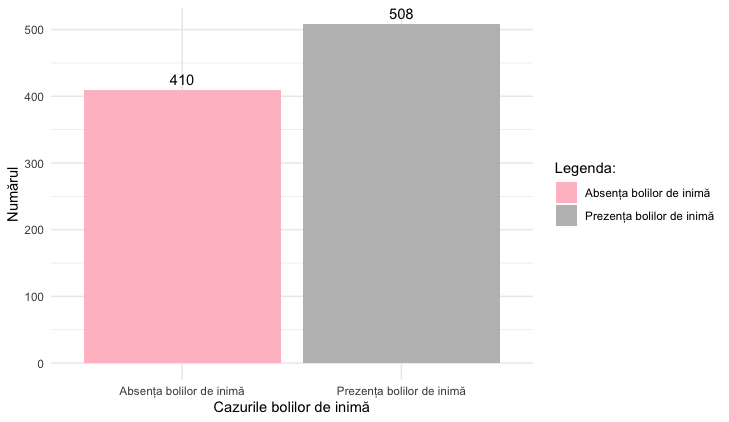 508
410
500
400
300
200
100
0
Numărul
Absența bolilor de inimă
Prezența bolilor de inimă
Cazurile bolilor de inimă
Legenda:
Absența bolilor de inimă
Prezența bolilor de inimă